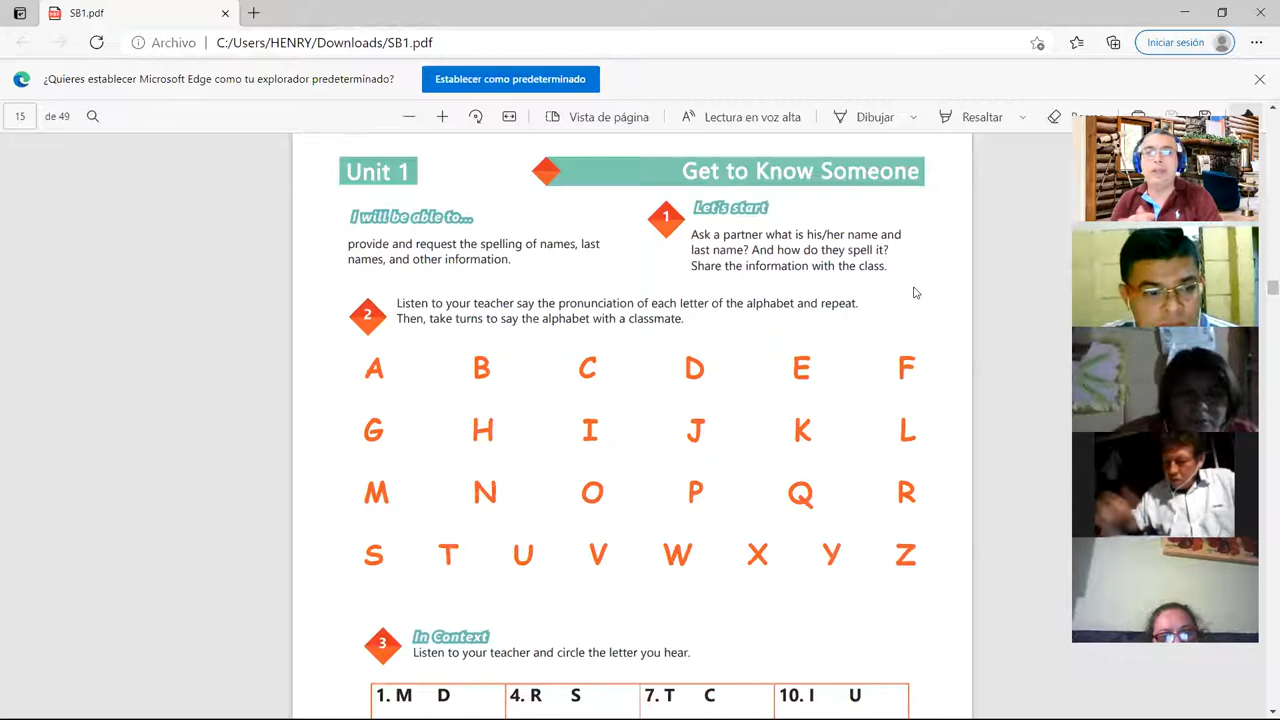 SB1.pdf
Archivo C:/Users/HENRY/Downloads/SB1.pdf
Iniciar sesión
¿Quieres establecer Microsoft Edge como tu explorador predeterminado? Establecer como predeterminado
15 de 49 Vista de página Lectura en voz alta Dibujar Resaltar
Unit 1 Get to Know Someone
I will be able to...
provide and request the spelling of names, last
names, and other information.
1 Let's start
Ask a partner what is his/her name and
last name? And how do they spell it?
Share the information with the class.
2 Listen to your teacher say the pronunciation of each letter of the alphabet and repeat.
Then, take turns to say the alphabet with a classmate.
A B C D E F
G H I J K L
M N O P Q R
S T U V W X Y Z
3 In Context
Listen to your teacher and circle the letter you hear.
1. M D 4. R S 7. T C 10. I U